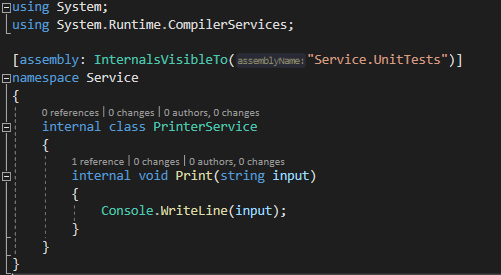 using System;
using System.Runtime.CompilerServices;
[assembly: InternalsVisibleTo(assemblyName:"Service.UnitTests")]
namespace Service
{
0 references | 0 changes | 0 authors, 0 changes
internal class PrinterService
{
1 reference | 0 changes | 0 authors, 0 changes
internal void Print(string input)
{
Console.WriteLine(input);
}
}
}